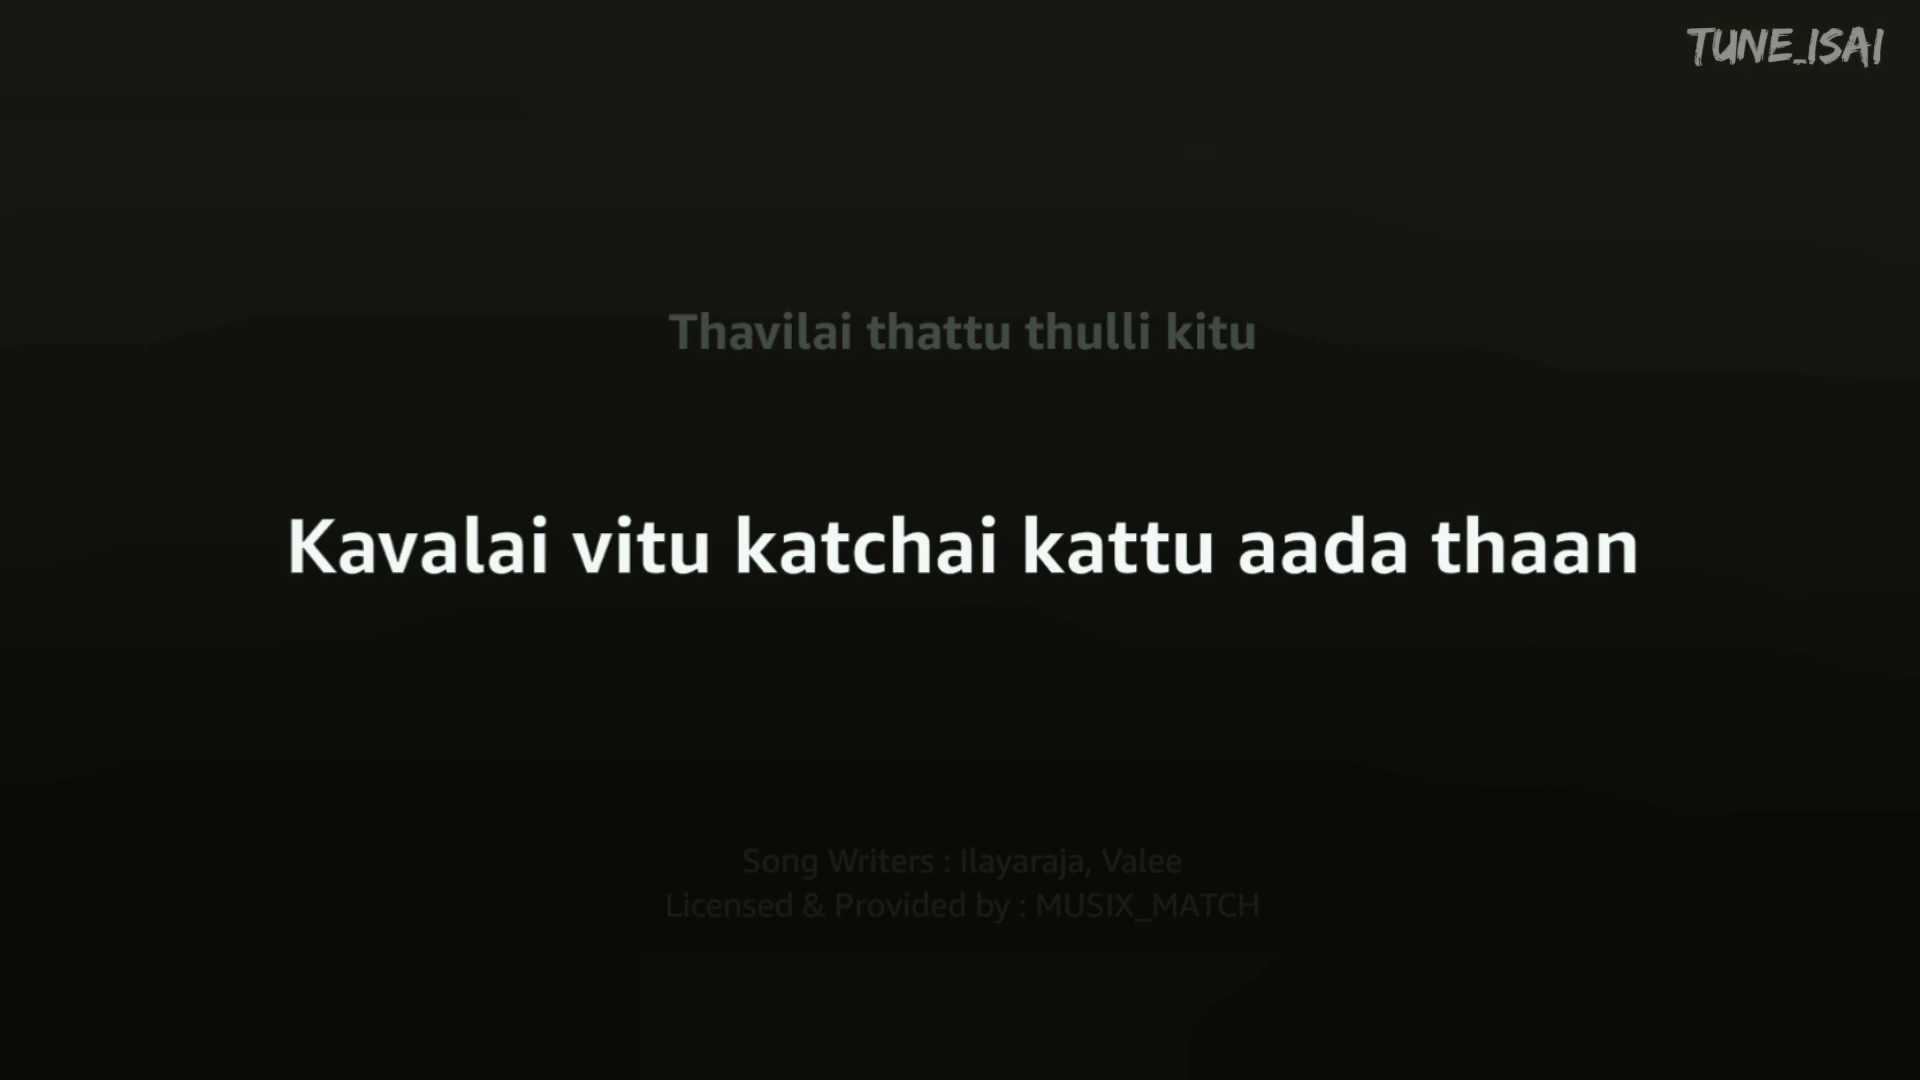 TUNE_ISAI
Thavilai thattu thulli kitu
Kavalai vitu katchai kattu aada thaan
Song Writers : Ilayaraja, Valee
Licensed & Provided by : MUSIX_MATCH